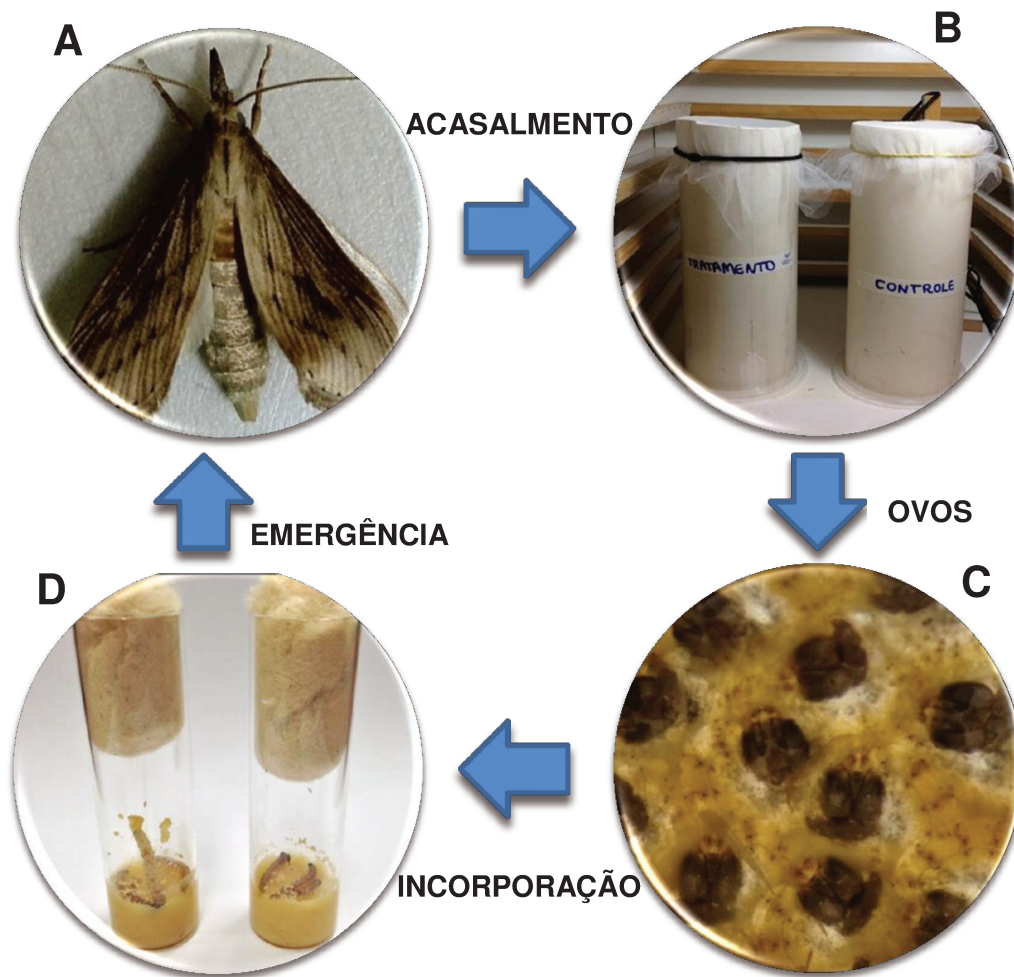 A
B
ACASALMENTO
TRATAMENTO
CONTROLE
EMERGÊNCIA
OVOS
D
C
INCORPORAÇÃO